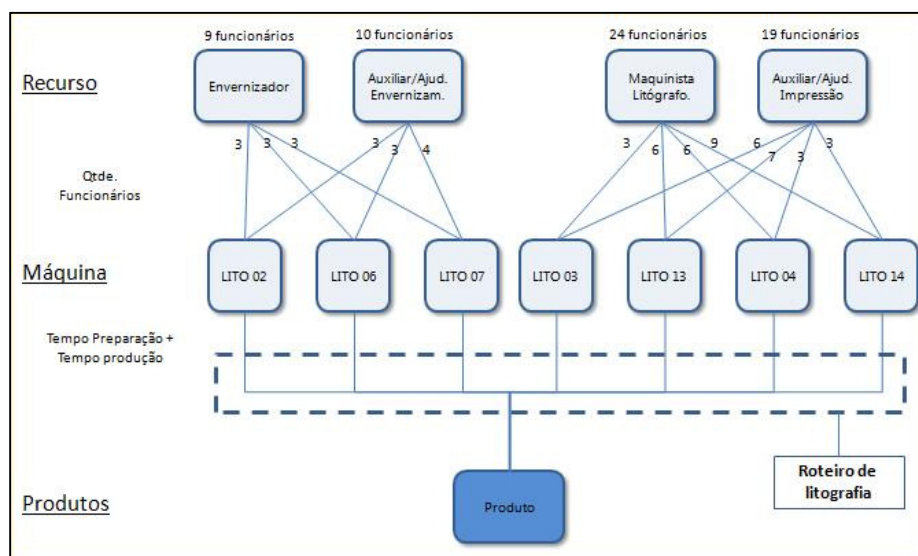 9 funcionários
10 funcionários
24 funcionários
19 funcionários
Recurso
Envernizador
Auxiliar/Ajud.
Envernizam.
Maquinista
Litógrafo.
Auxiliar/Ajud.
Impressão
3 3 3
3 3 4
3 6 6 9
6 7 3 3
Qtde.
Funcionários
Máquina
LITO 02
LITO 06
LITO 07
LITO 03
LITO 13
LITO 04
LITO 14
Tempo Preparação +
Tempo produção
Roteiro de
litografia
Produtos
Produto